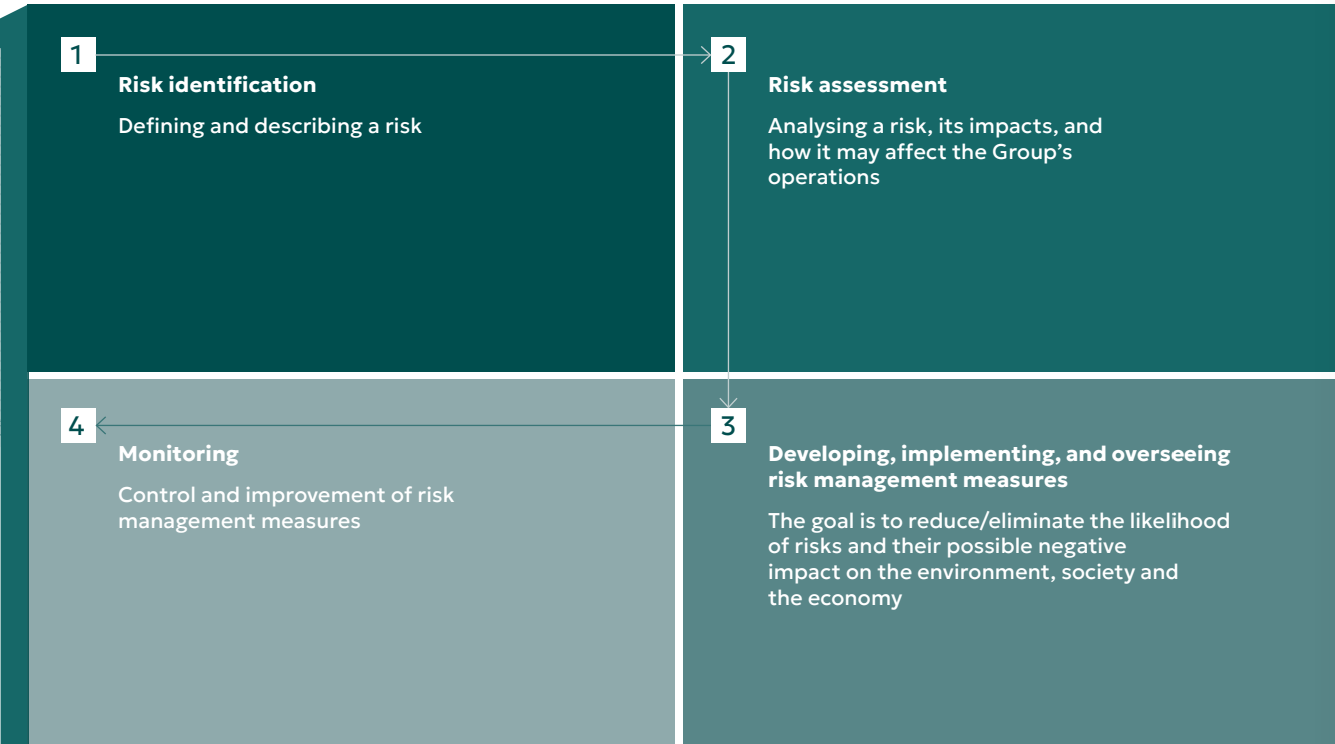 1
Risk identification
Defining and describing a risk
2
Risk assessment
Analysing a risk, its impacts, and
how it may affect the Group’s
operations
3
Developing, implementing, and overseeing
risk management measures
The goal is to reduce/eliminate the likelihood
of risks and their possible negative
impact on the environment, society and
the economy
4
Monitoring
Control and improvement of risk
management measures